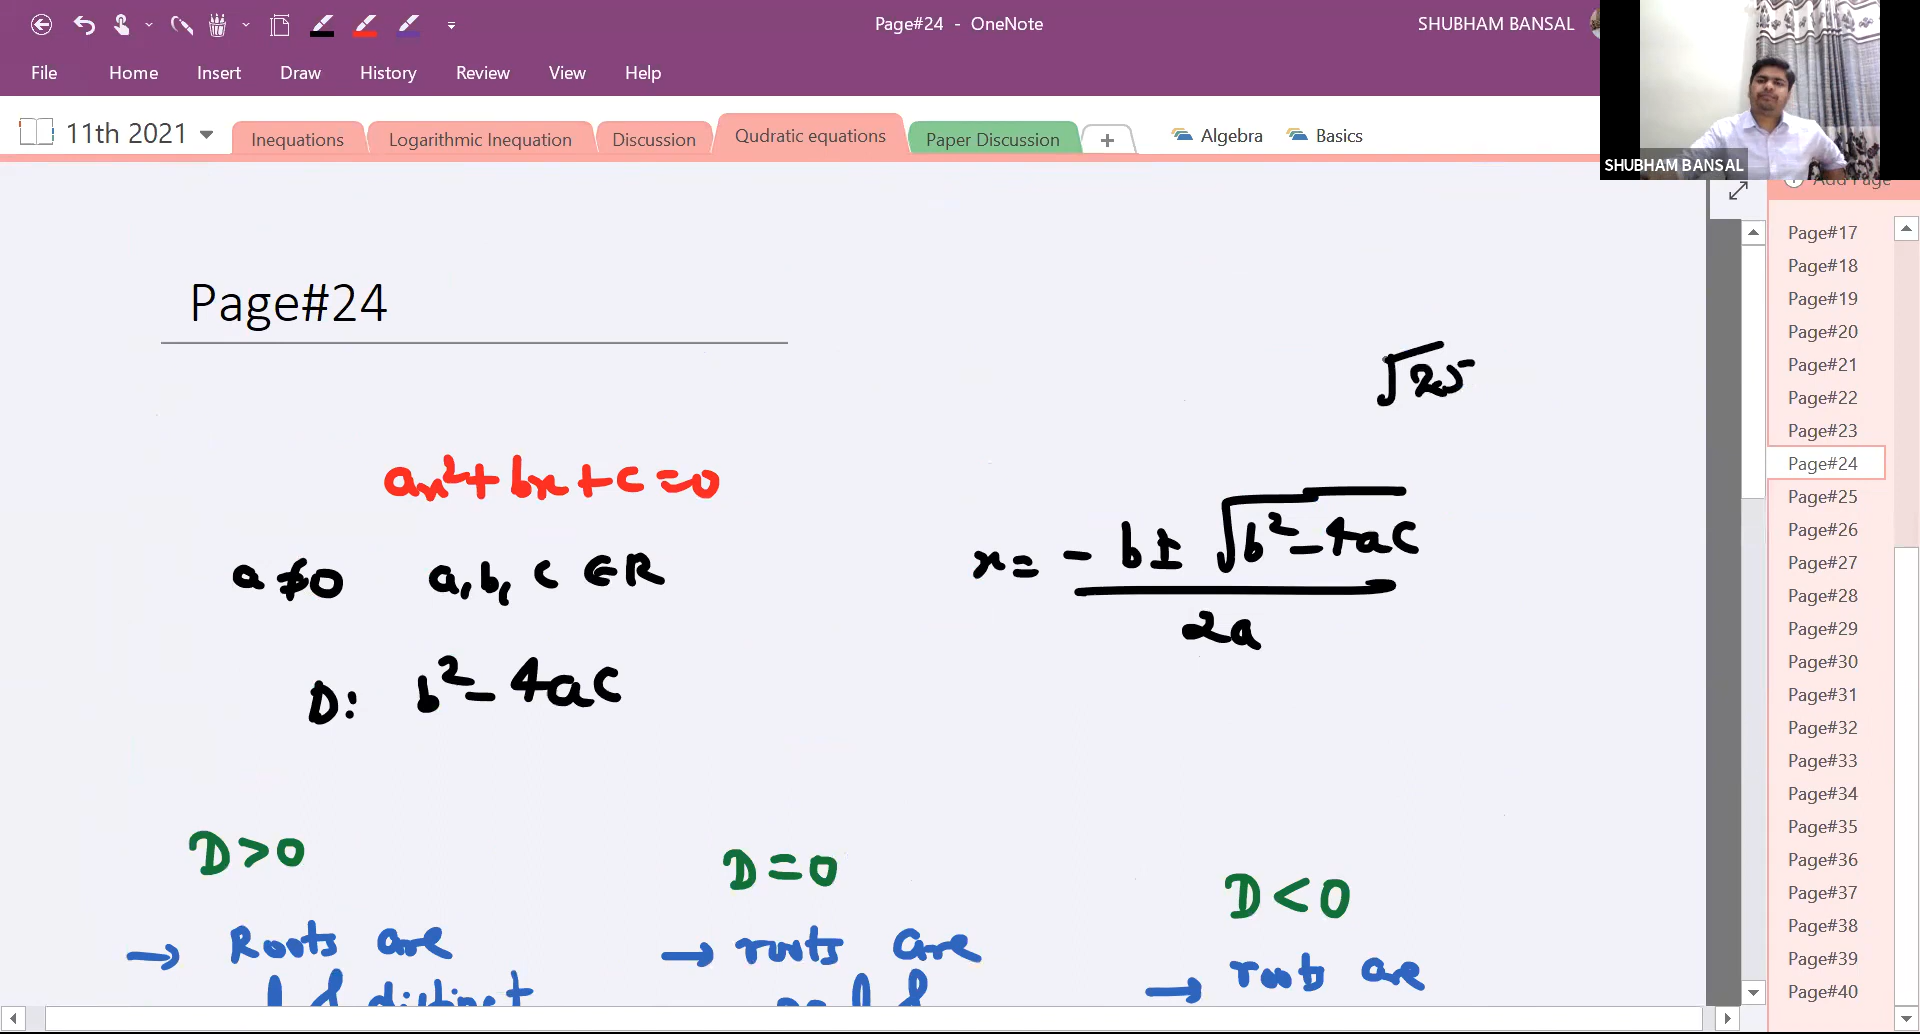 Page#24 - OneNote
SHUBHAM BANSAL
File Home Insert Draw History Review View Help
11th 2021
Inequations Logarithmic Inequation Discussion Qudratic equations Paper Discussion + Algebra Basics
SHUBHAM BANSAL
Add Page
Page#24
√25
ax²+bx+c=0
a≠0 a,b,c ∈R
x= -b± √b²-4ac
2a
D: b²-4ac
D>0
D=0
D<0
→ Roots are
→ roots are
→ roots are
distinct
Page#17
Page#18
Page#19
Page#20
Page#21
Page#22
Page#23
Page#24
Page#25
Page#26
Page#27
Page#28
Page#29
Page#30
Page#31
Page#32
Page#33
Page#34
Page#35
Page#36
Page#37
Page#38
Page#39
Page#40